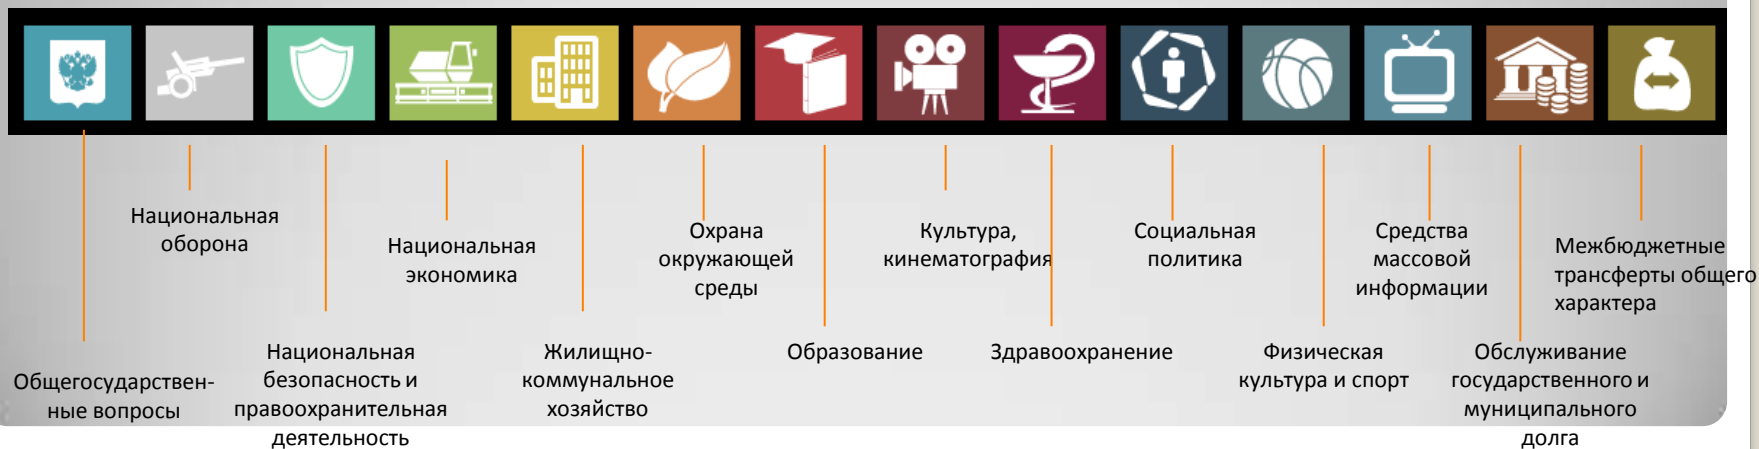 Национальная
оборона
Национальная
экономика
Охрана
окружающей
среды
Культура,
кинематография
Социальная
политика
Средства
массовой
информации
Межбюджетные
трансферты общего
характера
Общегосударствен-
ные вопросы
Национальная
безопасность и
правоохранительная
деятельность
Жилищно-
коммунальное
хозяйство
Образование
Здравоохранение
Физическая
культура и спорт
Обслуживание
государственного и
муниципального
долга